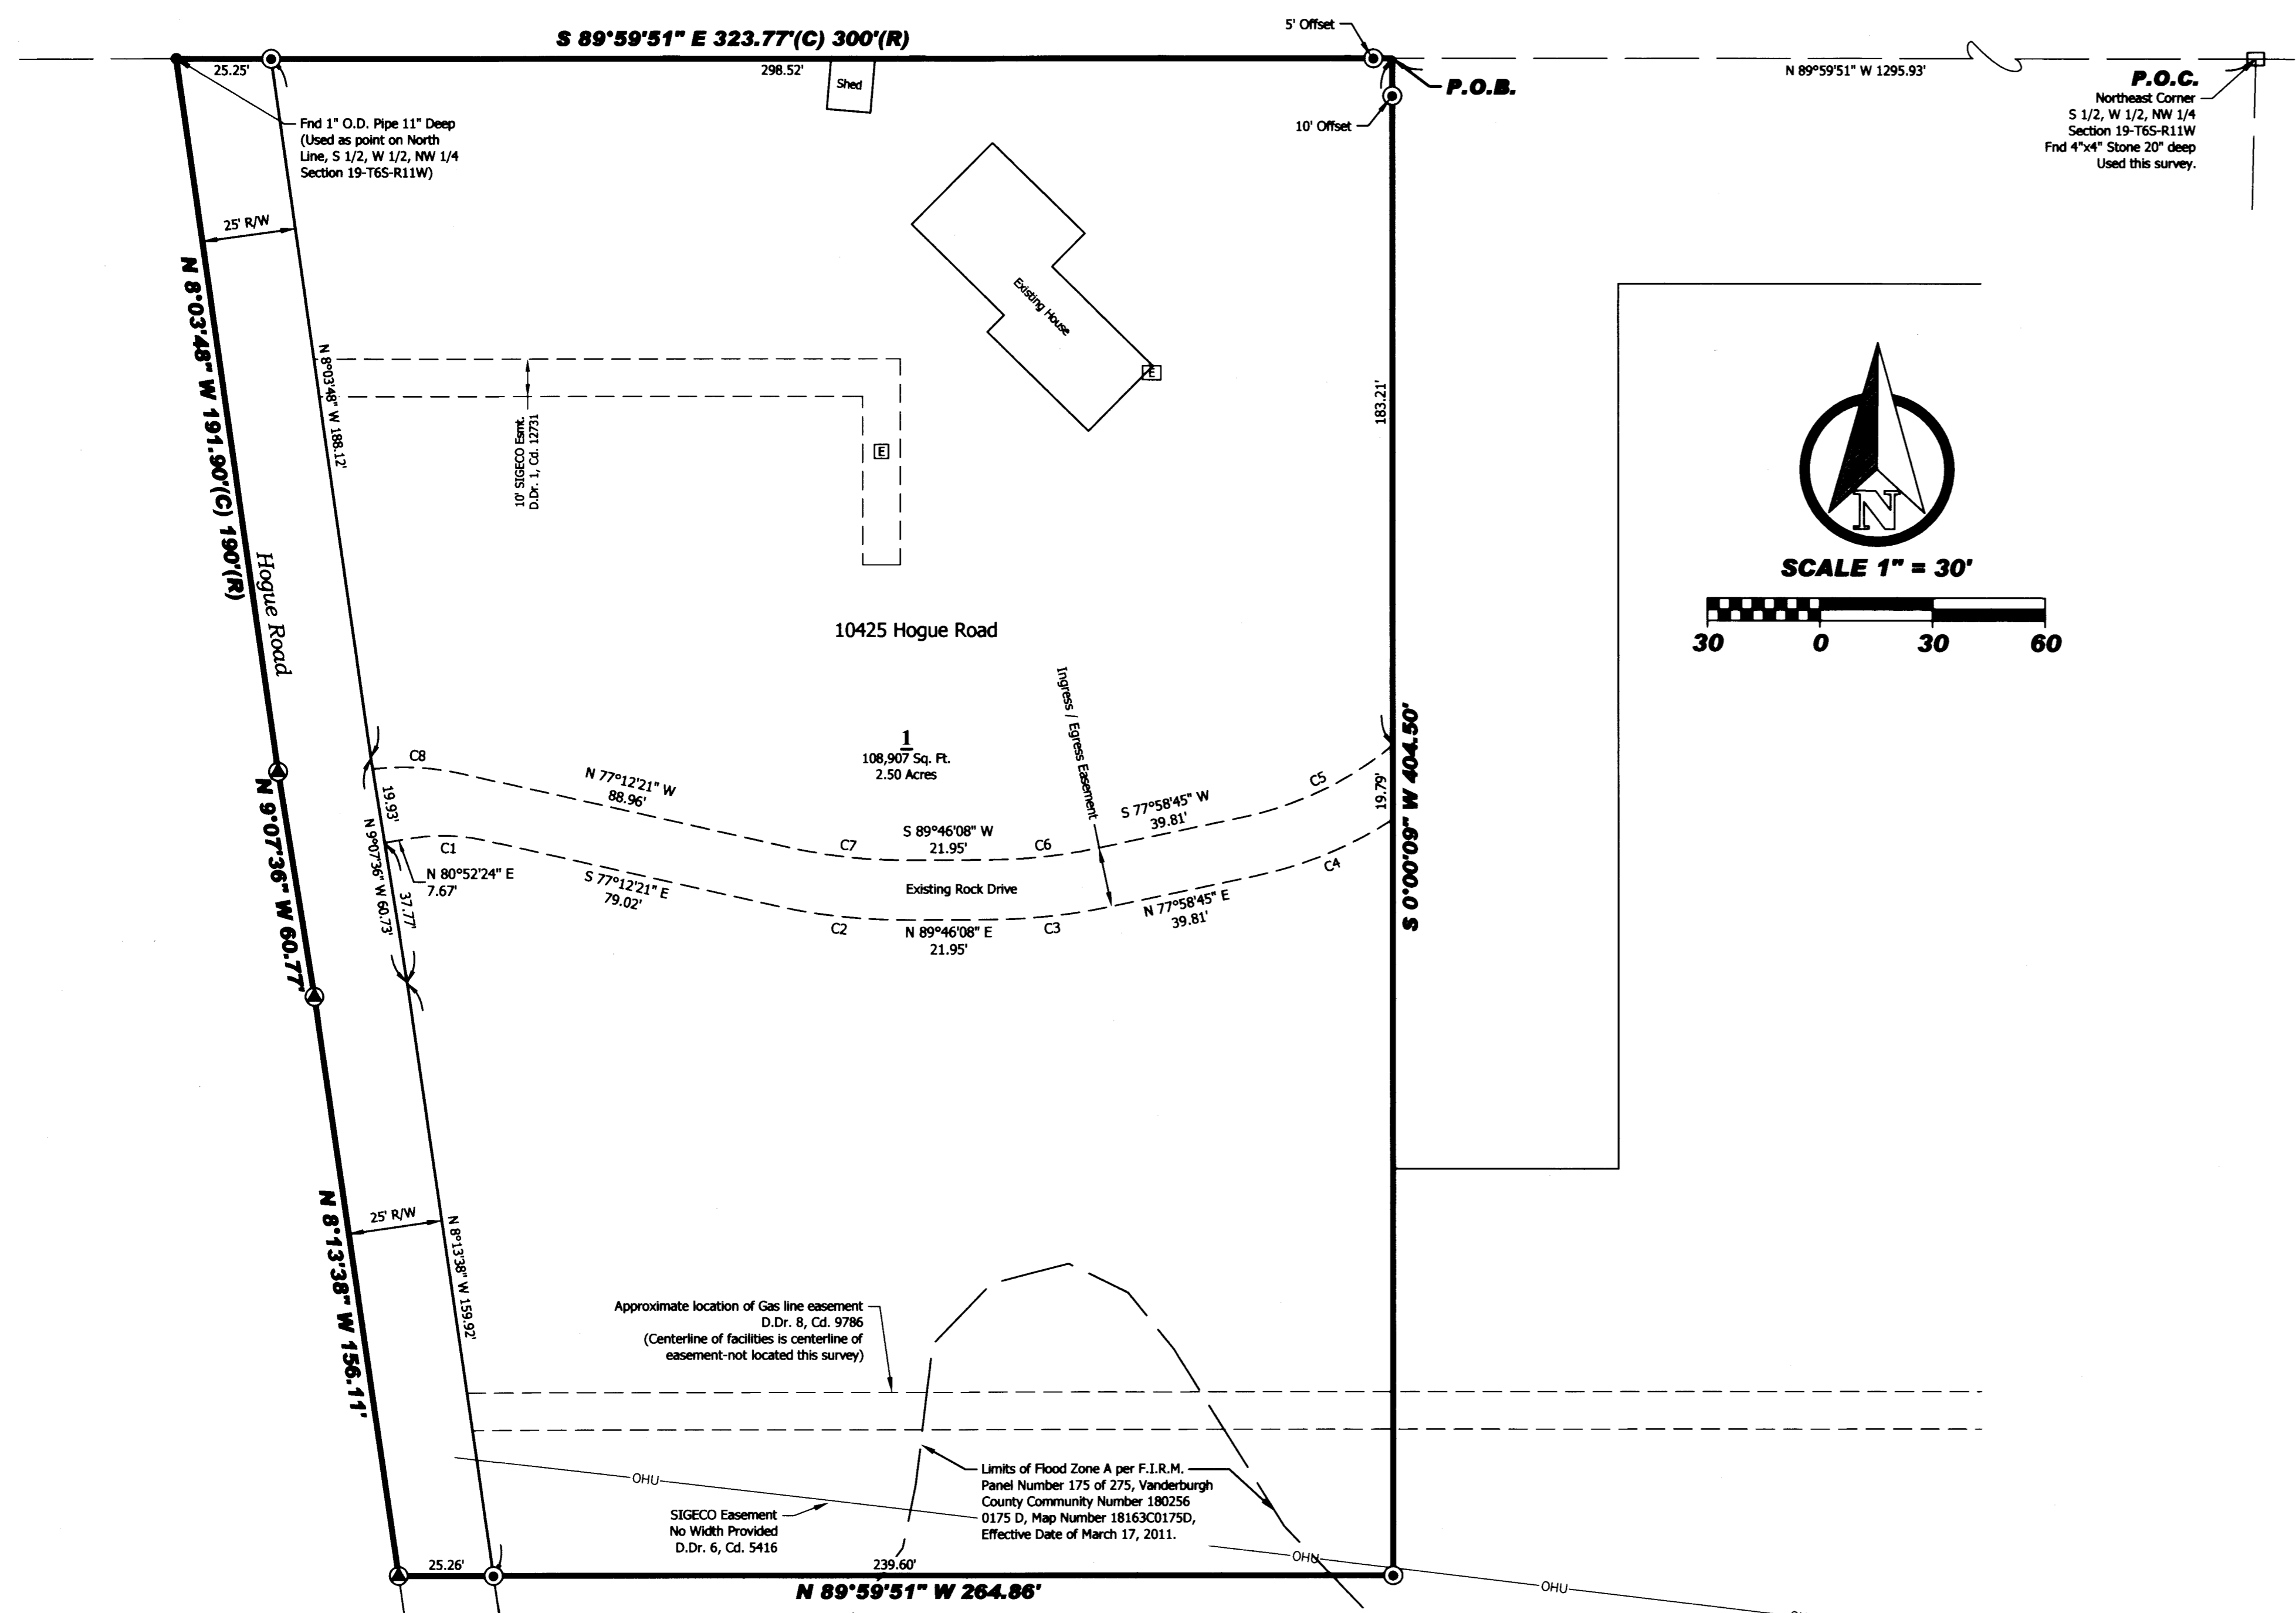 S 89°59'51" E 323.77'(C) 300'(R)
5' Offset
25.25'
298.52'
Shed
N 89°59'51" W 1295.93'
P.O.B.
10' Offset
P.O.C.
Northeast Corner
S 1/2, W 1/2, NW 1/4
Section 19-T6S-R11W
Fnd 4"x4" Stone 20" deep
Used this survey.
Fnd 1" O.D. Pipe 11" Deep
(Used as point on North
Line, S 1/2, W 1/2, NW 1/4
Section 19-T6S-R11W)
25' R/W
N 8°03'48" W 191.90'(C) 190'(R)
N 8°03'48" W 188.12'
Existing House
E
10' SIGECO Esmt.
D.Dr. 1, Cd. 12731
E
183.21'
N
SCALE 1" = 30'
30 0 30 60
Hogue Road
10425 Hogue Road
Ingress / Egress Easement
1
108,907 Sq. Ft.
2.50 Acres
C8
N 77°12'21" W
88.96'
C7
S 89°46'08" W
21.95'
C6
S 77°58'45" W
39.81'
C5
19.79'
S 0°00'09" W 404.50'
N 9°07'36" W 60.77'
19.93'
N 9°07'36" W 60.73'
37.77'
C1
N 80°52'24" E
7.67'
S 77°12'21" E
79.02'
Existing Rock Drive
C2
N 89°46'08" E
21.95'
C3
N 77°58'45" E
39.81'
C4
25' R/W
N 8°13'38" W 156.11'
N 8°13'38" W 159.92'
Approximate location of Gas line easement
D.Dr. 8, Cd. 9786
(Centerline of facilities is centerline of
easement-not located this survey)
OHU
SIGECO Easement
No Width Provided
D.Dr. 6, Cd. 5416
Limits of Flood Zone A per F.I.R.M.
Panel Number 175 of 275, Vanderburgh
County Community Number 180256
0175 D, Map Number 18163C0175D,
Effective Date of March 17, 2011.
OHU
OHU
25.26'
239.60'
N 89°59'51" W 264.86'